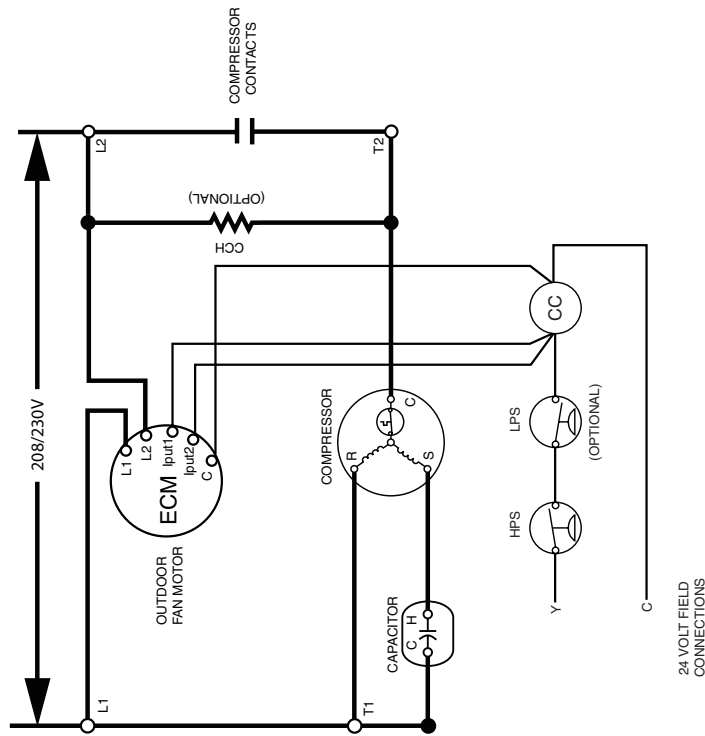 208/230V
L1
L2
COMPRESSOR
CONTACTS
T1
T2
CCH
(OPTIONAL)
OUTDOOR
FAN MOTOR
ECM
L1
L2
Iput1
Iput2
C
COMPRESSOR
R
S
C
CAPACITOR
C
H
CC
LPS
(OPTIONAL)
HPS
Y
C
24 VOLT FIELD
CONNECTIONS